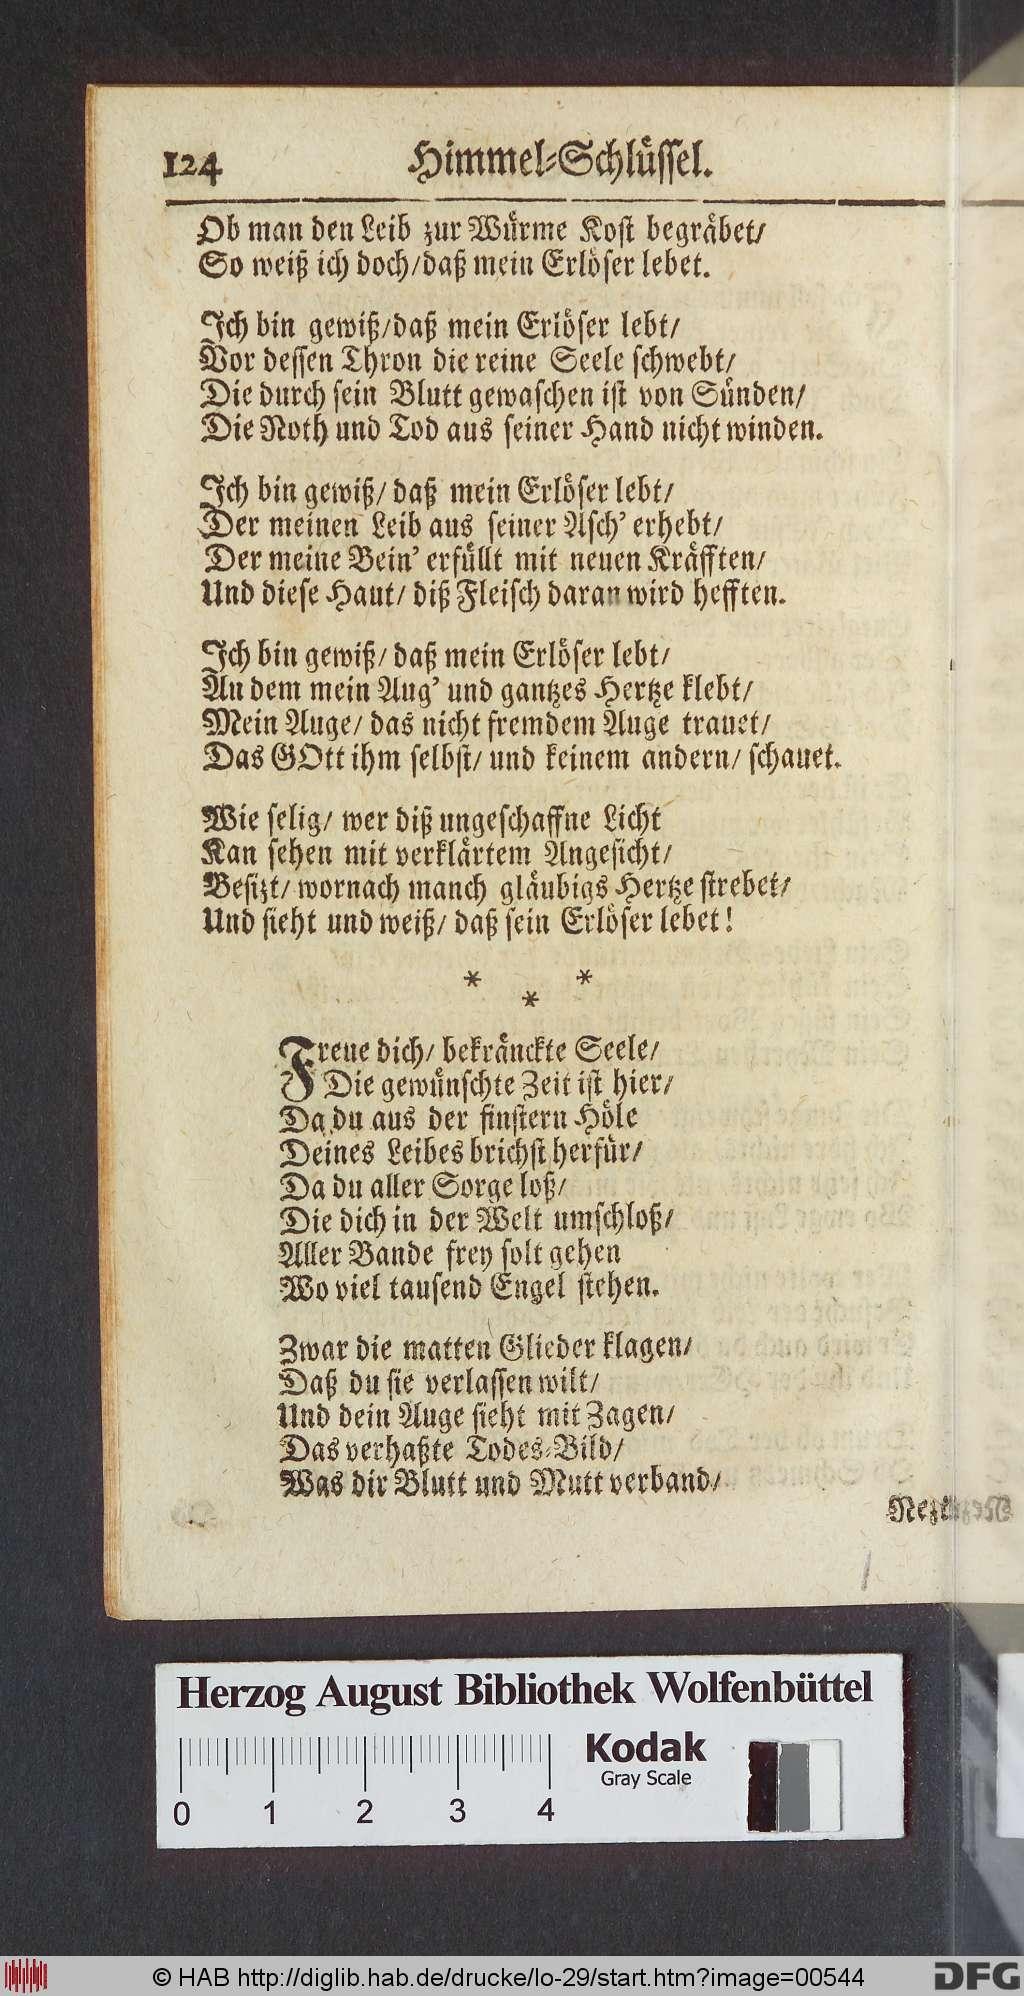 124 Himmel-Schlüssel.
Ob man den Leib zur Würme Kost begräbet/
So weiß ich doch/daß mein Erlöser lebet.
Ich bin gewiß/daß mein Erlöser lebt/
Vor dessen Thron die reine Seele schwebt/
Die durch sein Blutt gewaschen ist von Sünden/
Die Noth und Tod aus seiner Hand nicht winden.
Ich bin gewiß/ daß mein Erlöser lebt/
Der meinen Leib aus seiner Asch' erhebt/
Der meine Bein' erfüllt mit neuen Kräfften/
Und diese Haut/ diß Fleisch daran wird hefften.
Ich bin gewiß/ daß mein Erlöser lebt/
An dem mein Aug' und gantzes Hertze klebt/
Mein Auge/ das nicht fremdem Auge trauet/
Das GOtt ihm selbst/ und keinem andern/ schauet.
Wie selig/ wer diß ungeschaffne Licht
Kan sehen mit verklärtem Angesicht/
Besizt/ wornach manch gläubigs Hertze strebet/
Und sieht und weiß/ daß sein Erlöser lebet!
* * *
Freue dich/ bekränckte Seele/
Die gewünschte Zeit ist hier/
Da du aus der finstern Höle
Deines Leibes brichst herfür/
Da du aller Sorge loß/
Die dich in der Welt umschloß/
Aller Bande frey solt gehen
Wo viel tausend Engel stehen.
Zwar die matten Glieder klagen/
Daß du sie verlassen wilt/
Und dein Auge sieht mit Zagen/
Das verhaßte Todes-Bild/
Was dir Blutt und Mutt verband/
Herzog August Bibliothek Wolfenbüttel
Kodak
Gray Scale
0 1 2 3 4
© HAB http://diglib.hab.de/drucke/lo-29/start.htm?image=00544
DFG